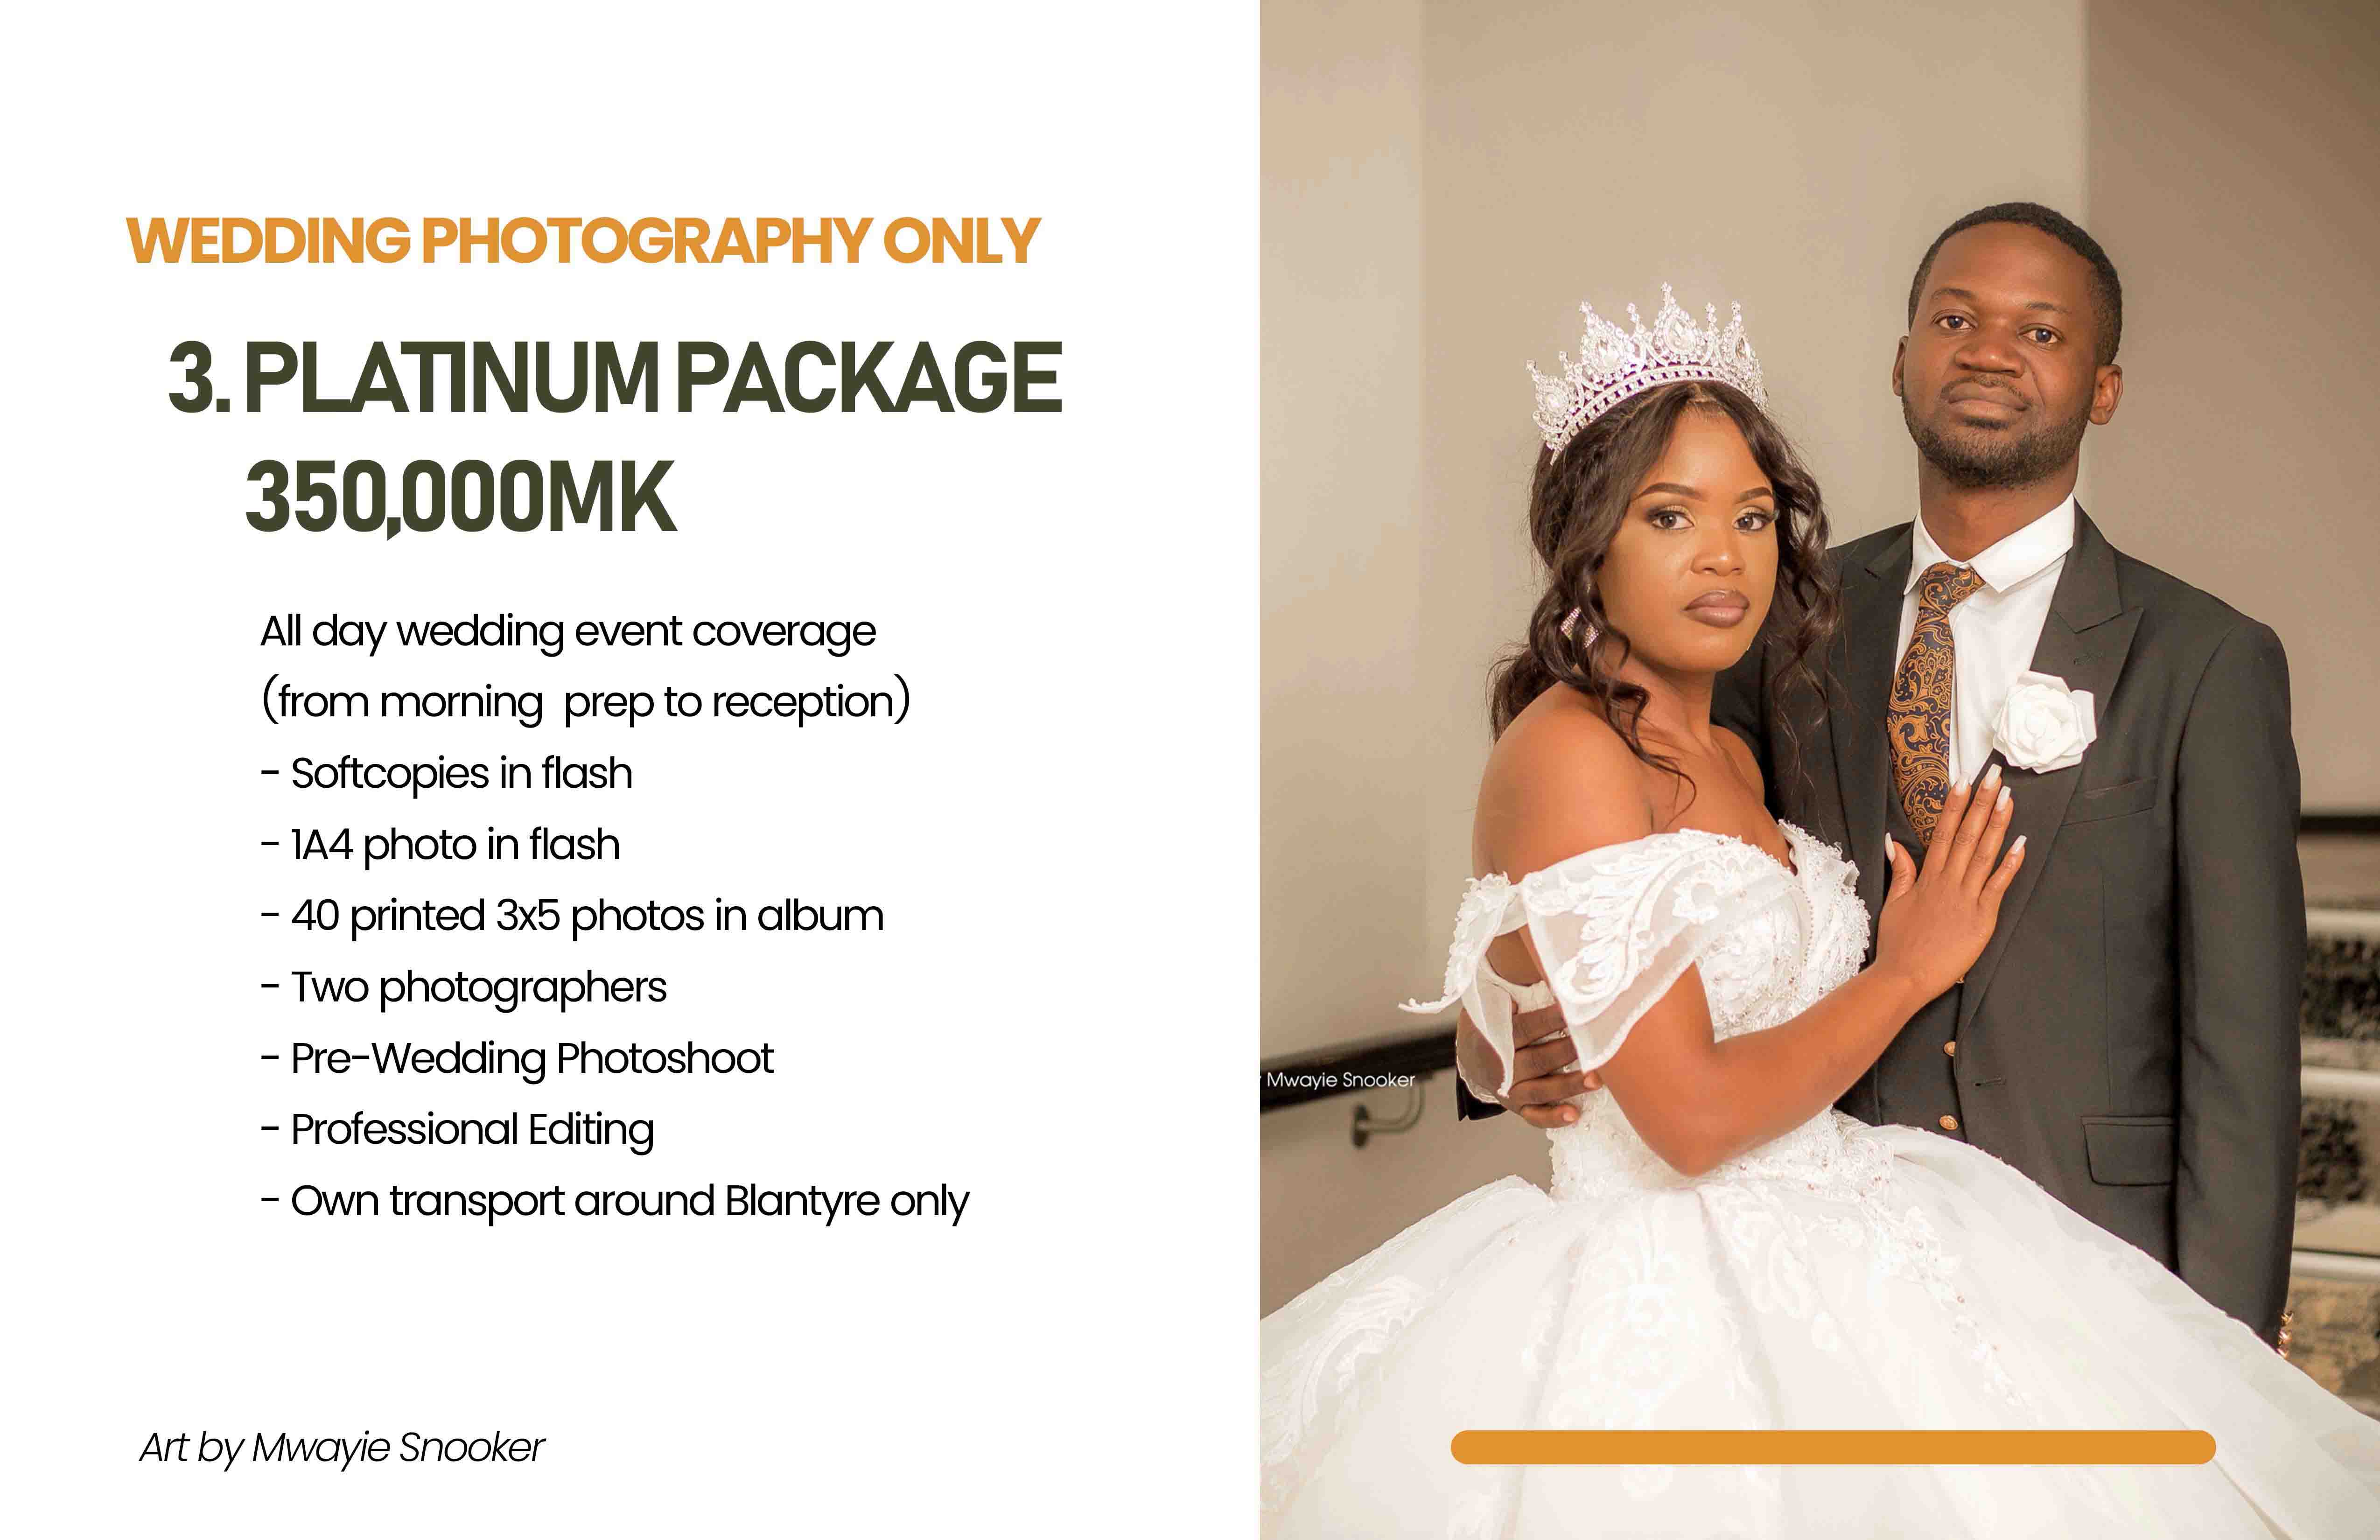 WEDDING PHOTOGRAPHY ONLY
3. PLATINUM PACKAGE
350,000MK
All day wedding event coverage
(from morning  prep to reception)
- Softcopies in flash
- 1A4 photo in flash
- 40 printed 3x5 photos in album
- Two photographers
- Pre-Wedding Photoshoot
- Professional Editing
- Own transport around Blantyre only
Art by Mwayie Snooker
Mwayie Snooker